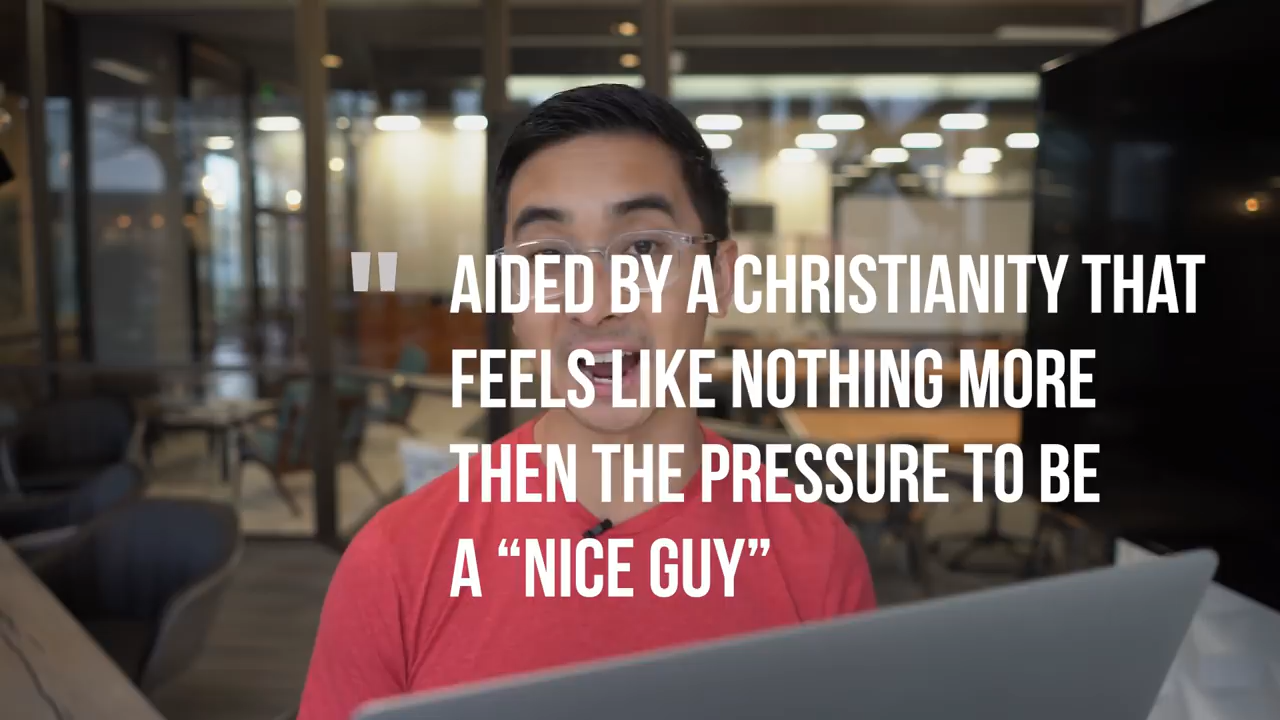 "
AIDED BY A CHRISTIANITY THAT
FEELS LIKE NOTHING MORE
THEN THE PRESSURE TO BE
A “NICE GUY”